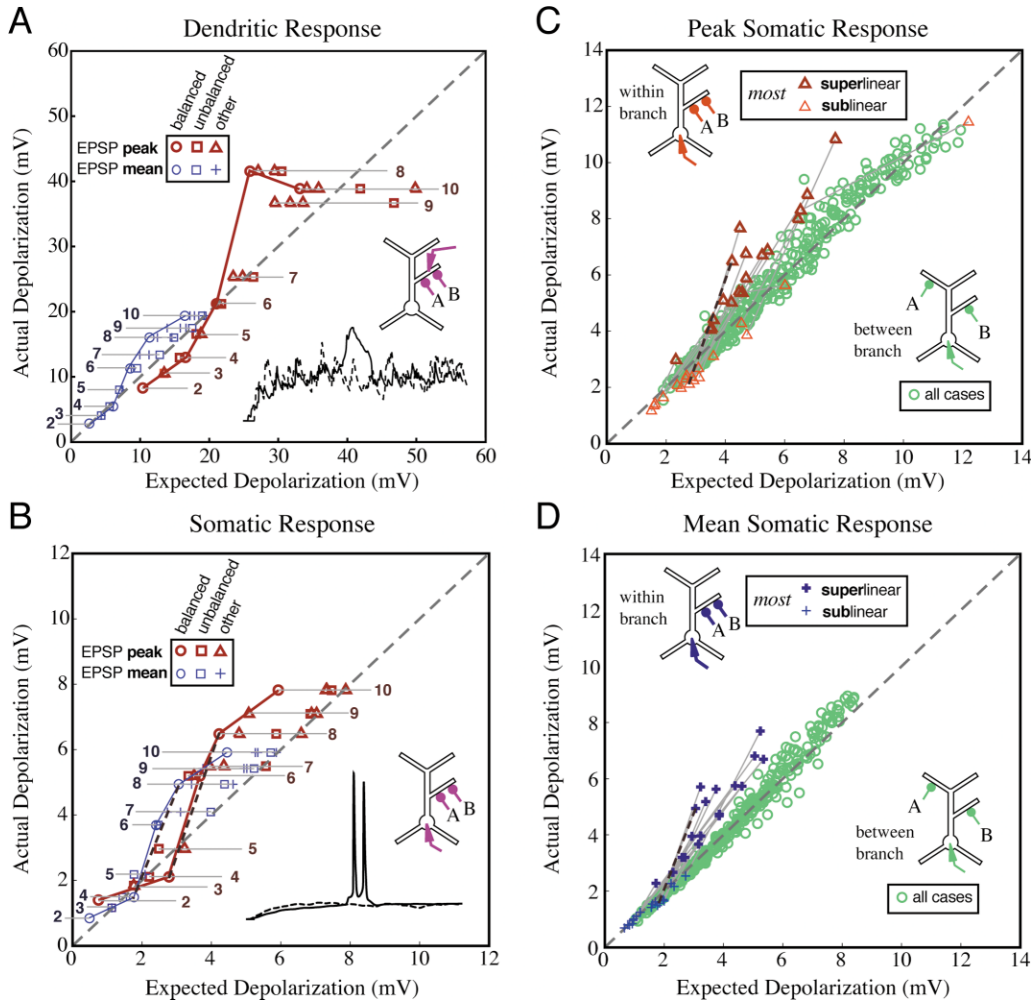 A
Dendritic Response
60
50
40
30
20
10
0
Actual Depolarization (mV)
balanced
unbalanced
other
EPSP peak
EPSP mean
8
10
9
7
6
5
4
3
2
10
9
8
7
6
5
4
3
2
A
B
0 10 20 30 40 50 60
Expected Depolarization (mV)
B
Somatic Response
12
10
8
6
4
2
0
Actual Depolarization (mV)
balanced
unbalanced
other
EPSP peak
EPSP mean
10
9
8
7
6
5
4
3
2
10
9
8
7
6
5
4
3
2
A
B
0 2 4 6 8 10 12
Expected Depolarization (mV)
C
Peak Somatic Response
14
12
10
8
6
4
2
0
Actual Depolarization (mV)
within
branch
A
B
most
superlinear
sublinear
A
B
between
branch
all cases
0 2 4 6 8 10 12 14
Expected Depolarization (mV)
D
Mean Somatic Response
14
12
10
8
6
4
2
0
Actual Depolarization (mV)
within
branch
A
B
most
superlinear
sublinear
A
B
between
branch
all cases
0 2 4 6 8 10 12 14
Expected Depolarization (mV)